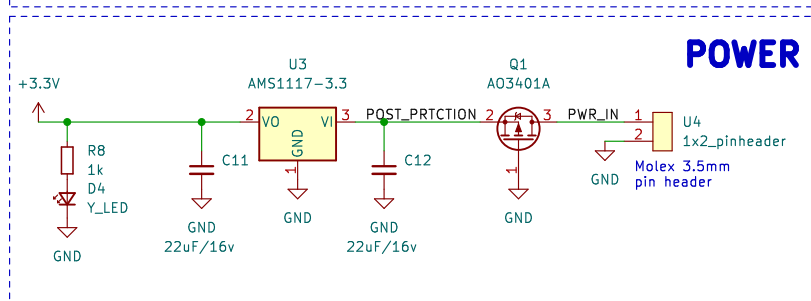 POWER
+3.3V
U3
AMS1117-3.3
Q1
AO3401A
2 VO VI 3
GND
1
POST_PRTCTION
2 3
1
PWR_IN
1
2
U4
1x2_pinheader
Molex 3.5mm
pin header
R8
1k
D4
Y_LED
GND
C11
GND
22uF/16v
GND
C12
GND
22uF/16v
GND
GND